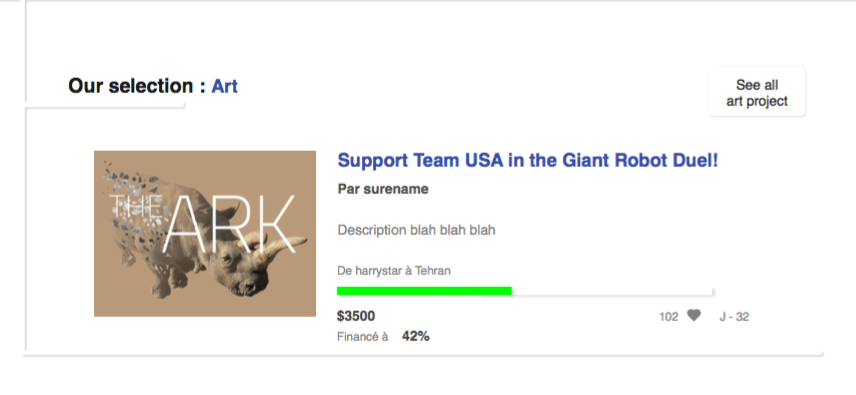 Our selection : Art
See all
art project
THE ARK
Support Team USA in the Giant Robot Duel!
Par surename
Description blah blah blah
De harrystar à Tehran
$3500
102 J - 32
Financé à 42%